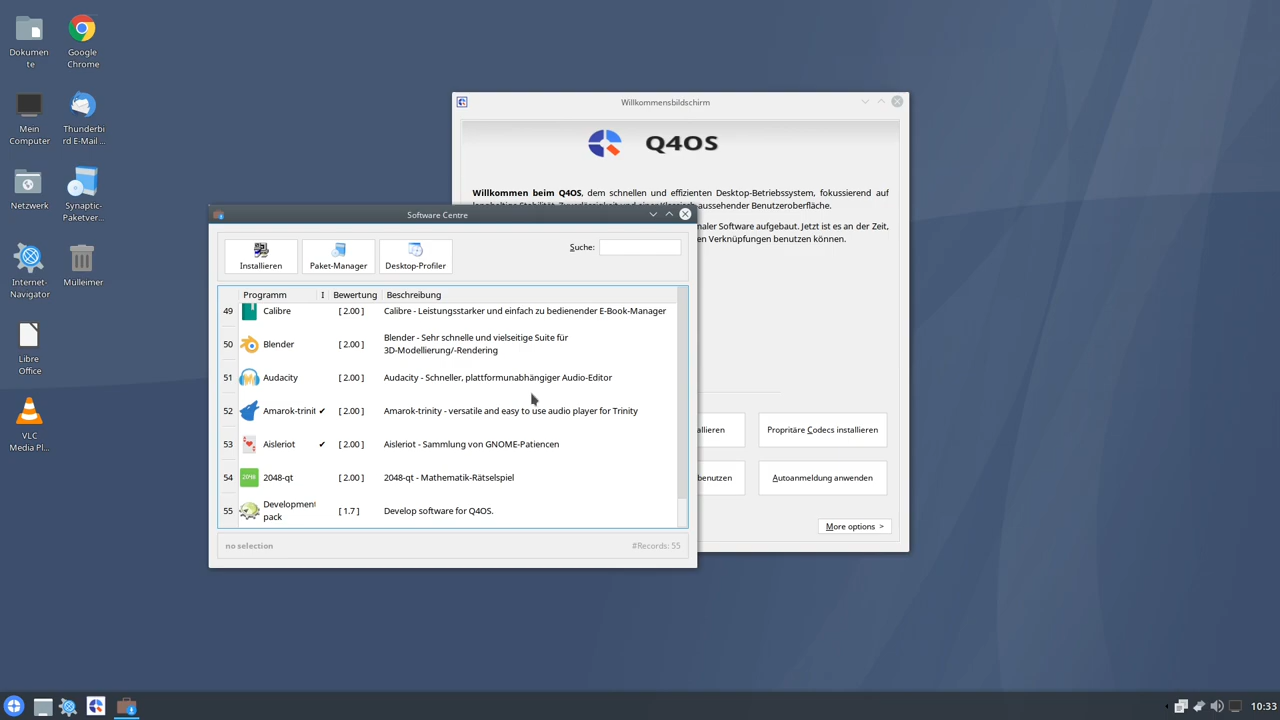 Dokumen
te
Google
Chrome
Mein
Computer
Thunderbi
rd E-Mail ...
Netzwerk
Synaptic-
Paketver...
Internet-
Navigator
Mülleimer
Libre
Office
VLC
Media Pl...
Willkommensbildschirm
Q4OS
Willkommen beim Q4OS, dem schnellen und effizienten Desktop-Betriebssystem, fokussierend auf
aussehender Benutzeroberfläche.
maler Software aufgebaut. Jetzt ist es an der Zeit,
en Verknüpfungen benutzen können.
allieren
Propritäre Codecs installieren
benutzen
Autoanmeldung anwenden
More options >
Software Centre
Installieren
Paket-Manager
Desktop-Profiler
Suche:
Programm I Bewertung Beschreibung
49 Calibre [ 2.00 ] Calibre - Leistungsstarker und einfach zu bedienender E-Book-Manager
50 Blender [ 2.00 ] Blender - Sehr schnelle und vielseitige Suite für
3D-Modellierung/-Rendering
51 Audacity [ 2.00 ] Audacity - Schneller, plattformunabhängiger Audio-Editor
52 Amarok-trinit ✔ [ 2.00 ] Amarok-trinity - versatile and easy to use audio player for Trinity
53 Aisleriot ✔ [ 2.00 ] Aisleriot - Sammlung von GNOME-Patiencen
54 2048-qt [ 2.00 ] 2048-qt - Mathematik-Rätselspiel
55 Development
pack [ 1.7 ] Develop software for Q4OS.
no selection
#Records: 55
10:33